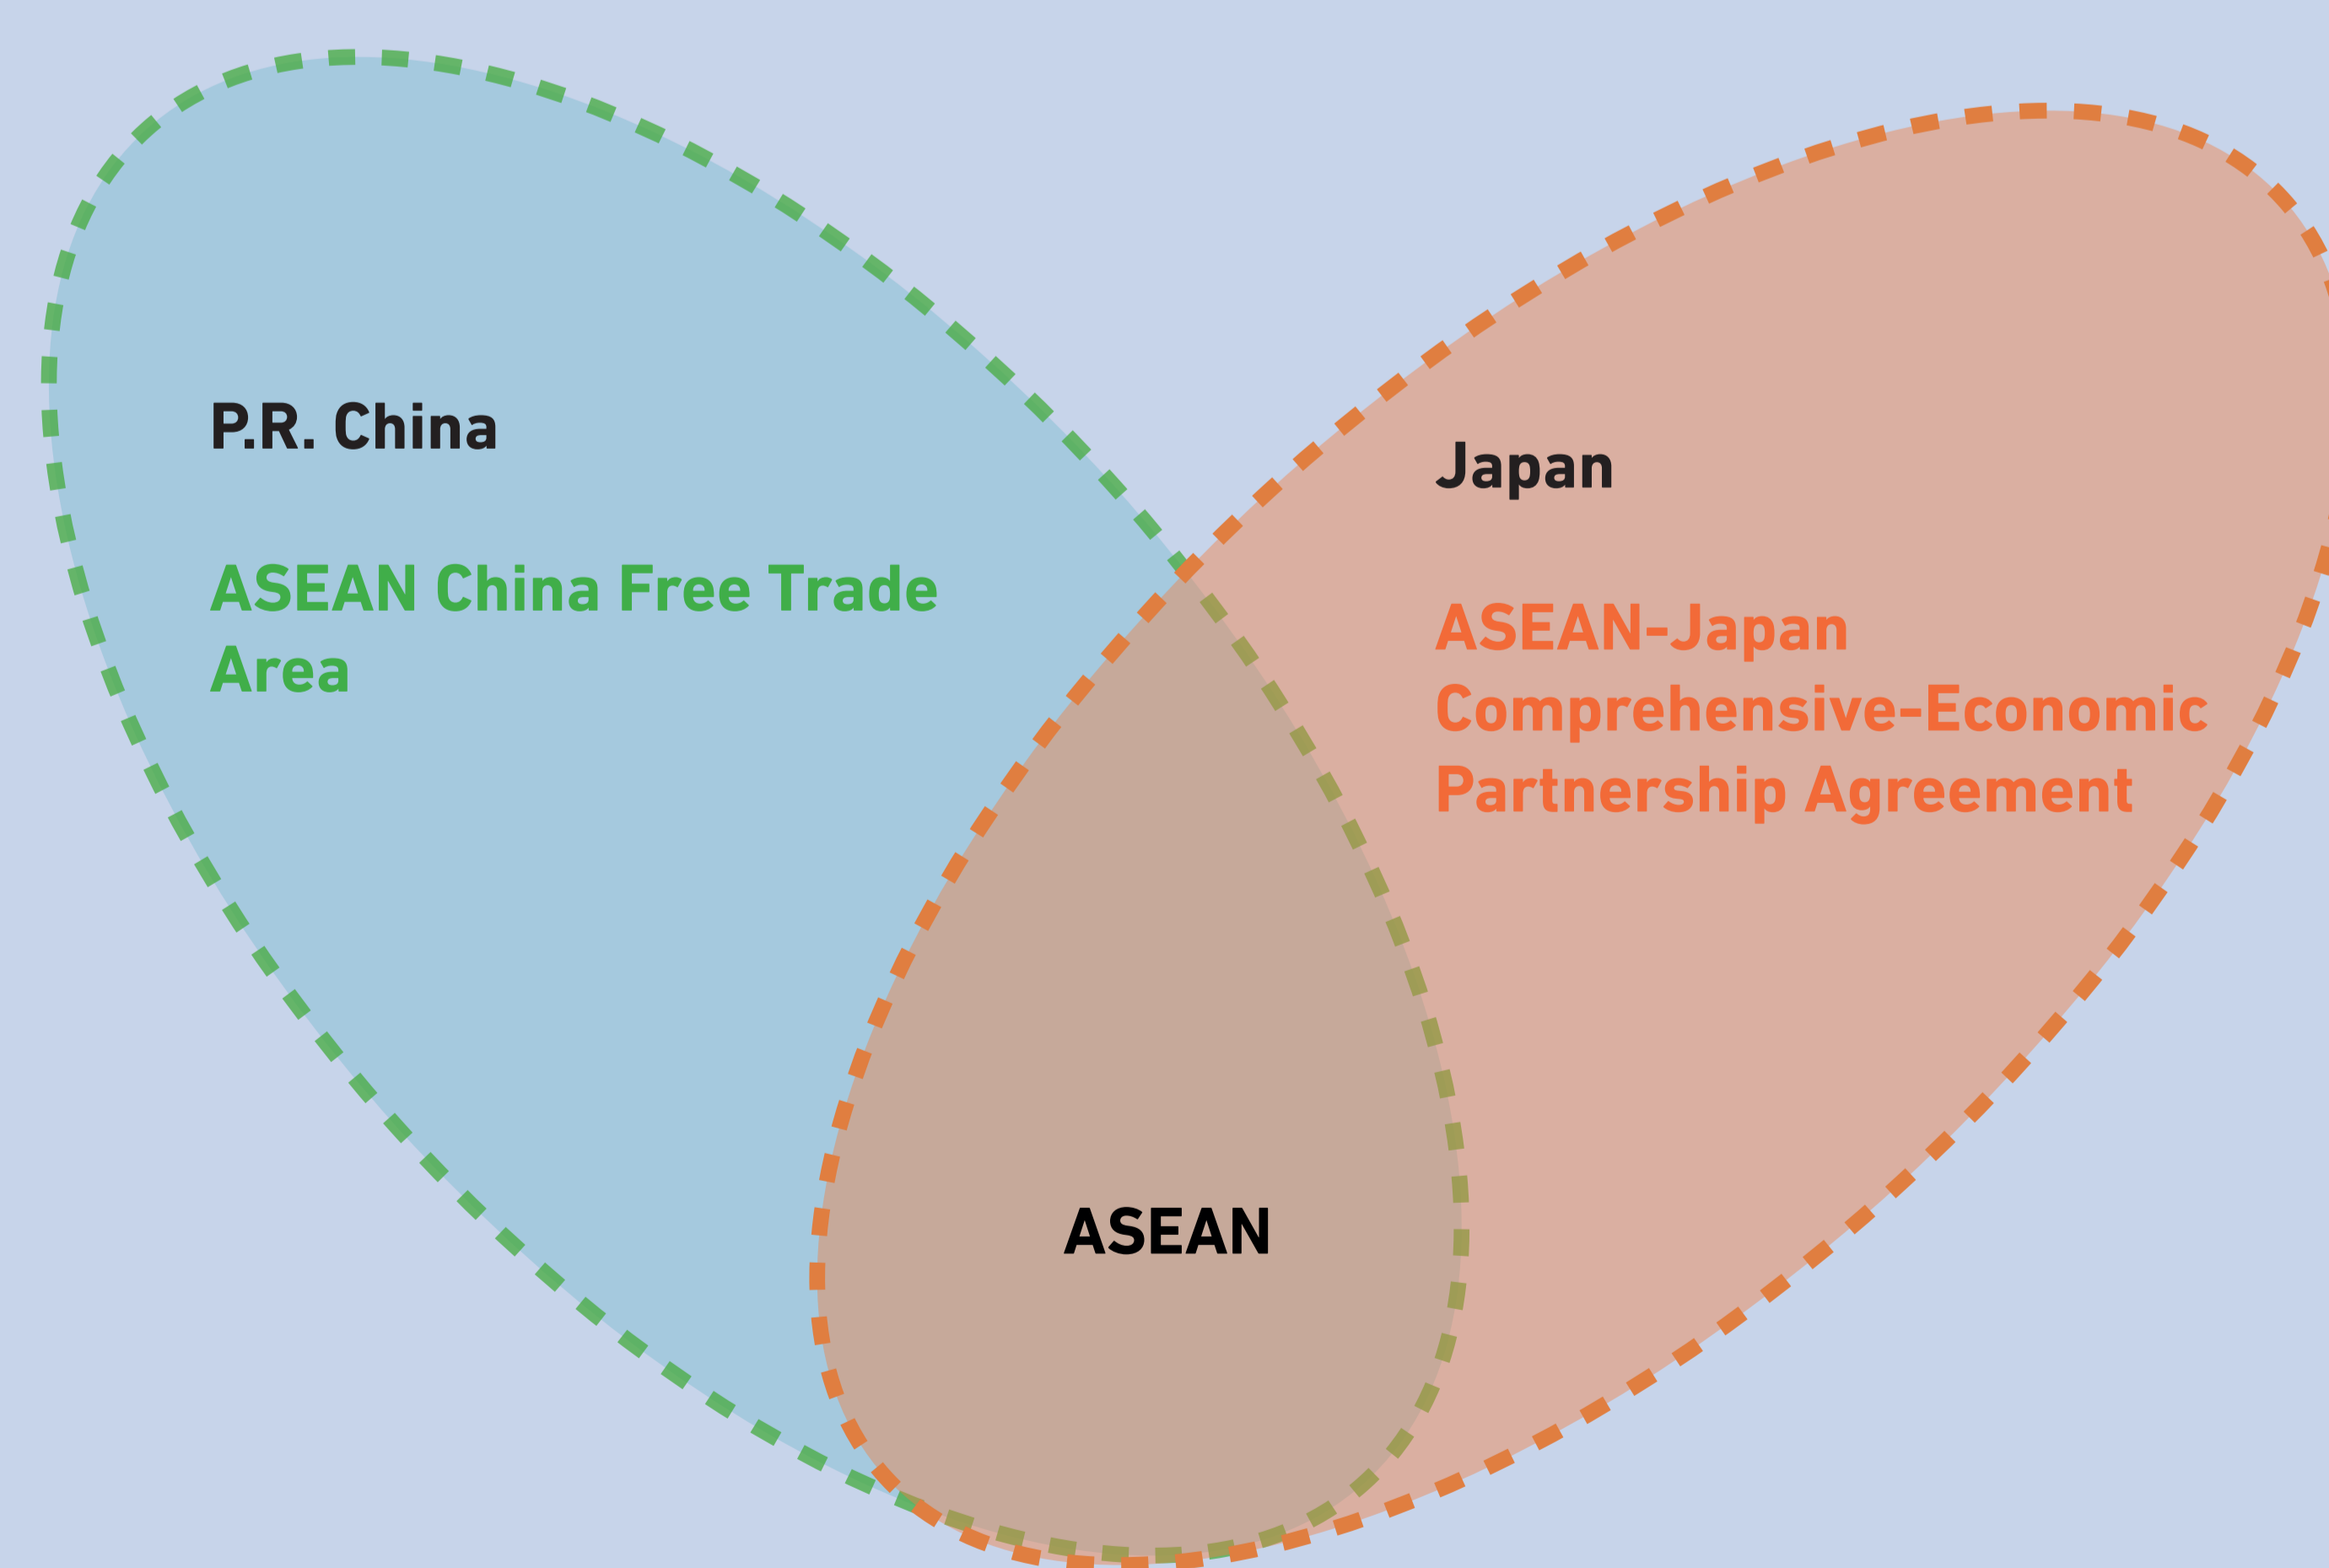 P.R. China
ASEAN China Free Trade
Area
Japan
ASEAN-Japan
Comprehensive-Economic
Partnership Agreement
ASEAN